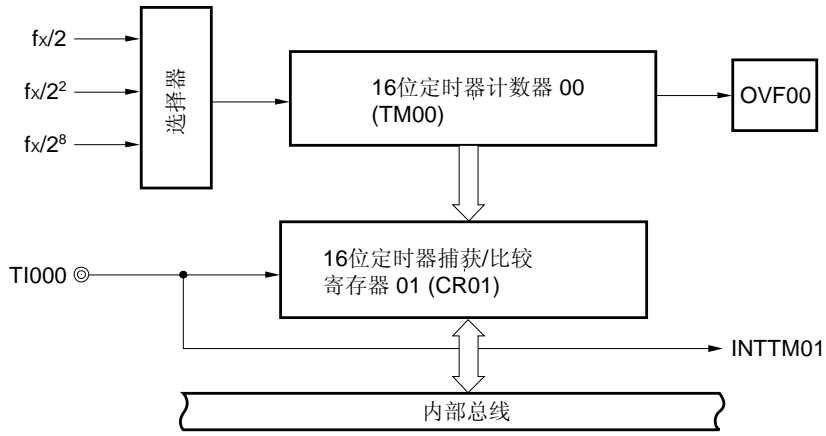 fx/2
fx/2²
fx/2⁸
选择器
16位定时器计数器 00
(TM00)
OVF00
TI000
16位定时器捕获/比较
寄存器 01 (CR01)
INTTM01
内部总线